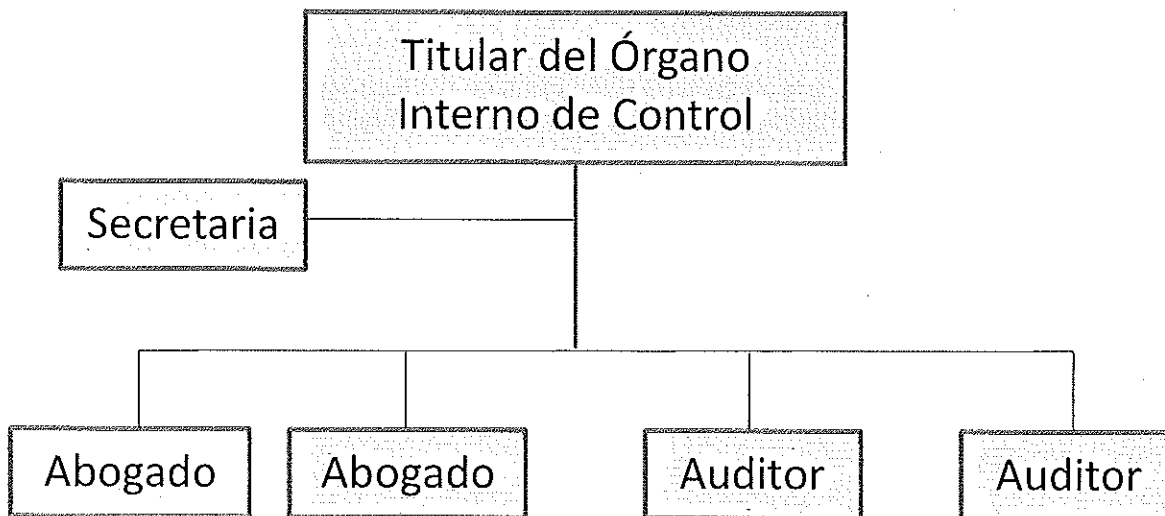 Titular del Órgano
Interno de Control
Secretaria
Abogado
Abogado
Auditor
Auditor